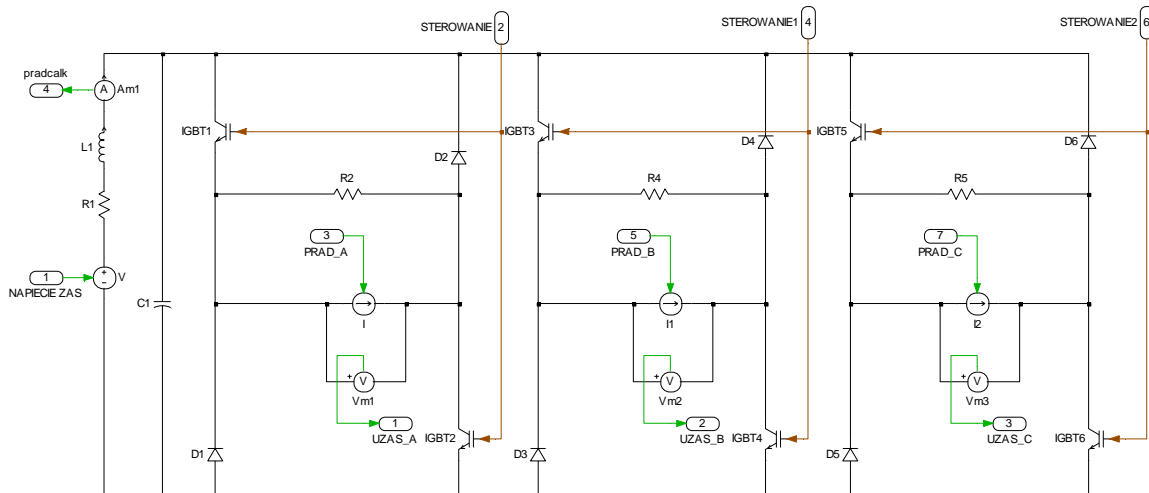 STEROWANIE 2
STEROWANIE1 4
STEROWANIE2 6
pradcalk
4 A Am1
L1
R1
1 + - V
NAPIECIE ZAS
C1
IGBT1
D2
R2
3
PRAD_A
I
+ V
Vm1
1
UZAS_A
IGBT2
D1
IGBT3
D4
R4
5
PRAD_B
I1
+ V
Vm2
2
UZAS_B
IGBT4
D3
IGBT5
D6
R5
7
PRAD_C
I2
+ V
Vm3
3
UZAS_C
IGBT6
D5